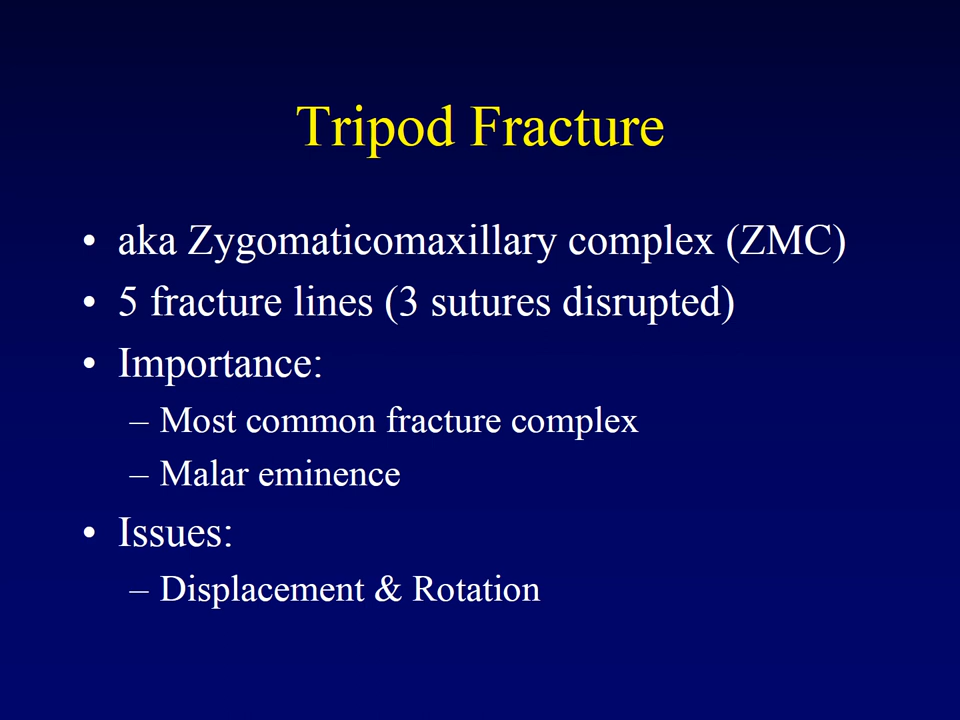 Tripod Fracture
• aka Zygomaticomaxillary complex (ZMC)
• 5 fracture lines (3 sutures disrupted)
• Importance:
– Most common fracture complex
– Malar eminence
• Issues:
– Displacement & Rotation